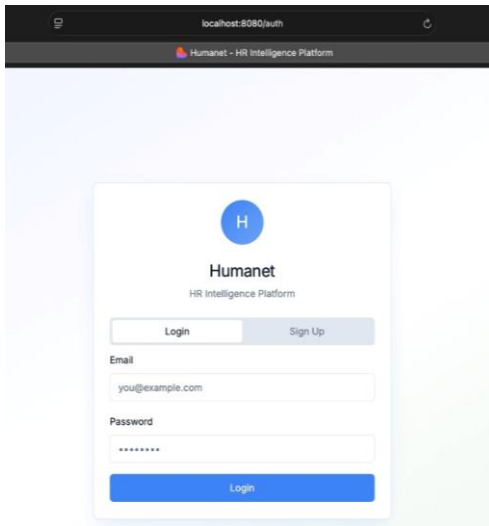 localhost:8080/auth
Humanet - HR Intelligence Platform
H
Humanet
HR Intelligence Platform
Login Sign Up
Email
you@example.com
Password
••••••••
Login